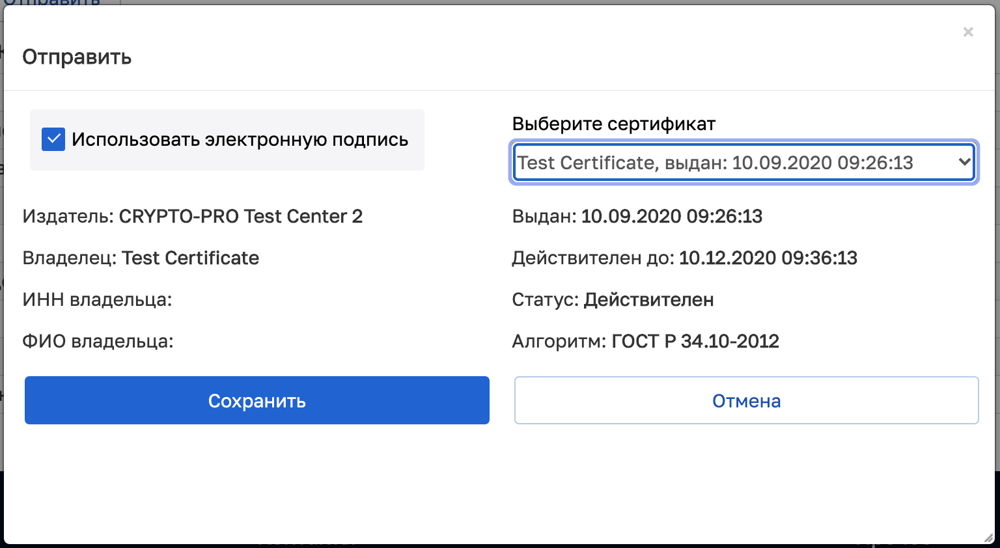 Отправить
Отправить
Использовать электронную подпись
Выберите сертификат
Test Certificate, выдан: 10.09.2020 09:26:13
Издатель: CRYPTO-PRO Test Center 2
Выдан: 10.09.2020 09:26:13
Владелец: Test Certificate
Действителен до: 10.12.2020 09:36:13
ИНН владельца:
Статус: Действителен
ФИО владельца:
Алгоритм: ГОСТ Р 34.10-2012
Сохранить
Отмена